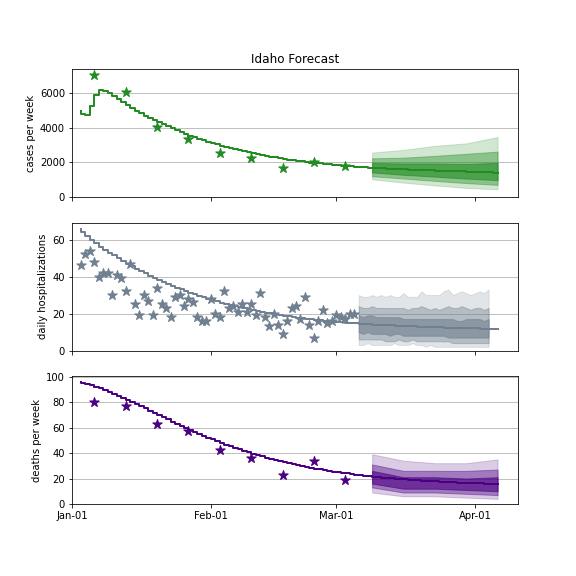 Idaho Forecast
cases per week
6000
4000
2000
0
daily hospitalizations
60
40
20
0
deaths per week
100
80
60
40
20
0
Jan-01 Feb-01 Mar-01 Apr-01